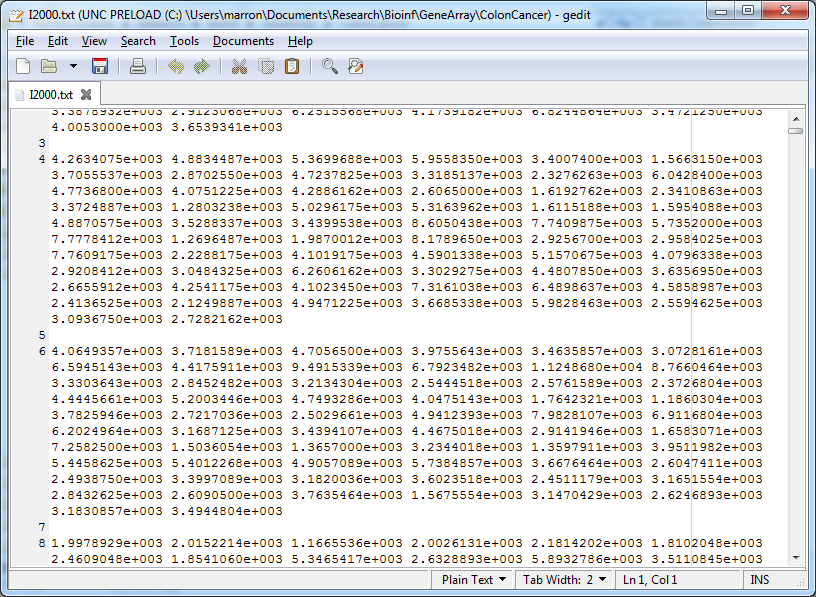 I2000.txt (UNC PRELOAD (C:) \Users\marron\Documents\Research\Bioinf\GeneArray\ColonCancer) - gedit
File Edit View Search Tools Documents Help
I2000.txt
3.3878932e+003 2.9123068e+003 6.2515568e+003 4.1739182e+003 6.8244864e+003 3.4721250e+003
4.0053000e+003 3.6539341e+003
3
4 4.2634075e+003 4.8834487e+003 5.3699688e+003 5.9558350e+003 3.4007400e+003 1.5663150e+003
3.7055537e+003 2.8702550e+003 4.7237825e+003 3.3185137e+003 2.3276263e+003 6.0428400e+003
4.7736800e+003 4.0751225e+003 4.2886162e+003 2.6065000e+003 1.6192762e+003 2.3410863e+003
3.3724887e+003 1.2803238e+003 5.0296175e+003 5.3163962e+003 1.6115188e+003 1.5954088e+003
4.8870575e+003 3.5288337e+003 3.4399538e+003 8.6050438e+003 7.7409875e+003 5.7352000e+003
7.7778412e+003 1.2696487e+003 1.9870012e+003 8.1789650e+003 2.9256700e+003 2.9584025e+003
7.7609175e+003 2.2288175e+003 4.1019175e+003 4.5901338e+003 5.1570675e+003 4.0796338e+003
2.9208412e+003 3.0484325e+003 6.2606162e+003 3.3029275e+003 4.4807850e+003 3.6356950e+003
2.6655912e+003 4.2541175e+003 4.1023450e+003 7.3161038e+003 6.4898637e+003 4.5858987e+003
2.4136525e+003 2.1249887e+003 4.9471225e+003 3.6685338e+003 5.9828463e+003 2.5594625e+003
3.0936750e+003 2.7282162e+003
5
6 4.0649357e+003 3.7181589e+003 4.7056500e+003 3.9755643e+003 3.4635857e+003 3.0728161e+003
6.5945143e+003 4.4175911e+003 9.4915339e+003 6.7923482e+003 1.1248680e+004 8.7660464e+003
3.3303643e+003 2.8452482e+003 3.2134304e+003 2.5444518e+003 2.5761589e+003 2.3726804e+003
4.4445661e+003 5.2003446e+003 4.7493286e+003 4.0475143e+003 1.7642321e+003 1.1860304e+003
3.7825946e+003 2.7217036e+003 2.5029661e+003 4.9412393e+003 7.9828107e+003 6.9116804e+003
6.2024964e+003 3.1687125e+003 3.4394107e+003 4.4675018e+003 2.9141946e+003 1.6583071e+003
7.2582500e+003 1.5036054e+003 1.3657000e+003 3.2344018e+003 1.3597911e+003 3.9511982e+003
5.4458625e+003 5.4012268e+003 4.9057089e+003 5.7384857e+003 3.6676464e+003 2.6047411e+003
2.4938750e+003 3.3997089e+003 3.1820036e+003 3.6023518e+003 2.4511179e+003 3.1651554e+003
2.8432625e+003 2.6090500e+003 3.7635464e+003 1.5675554e+003 3.1470429e+003 2.6246893e+003
3.1830857e+003 3.4944804e+003
7
8 1.9978929e+003 2.0152214e+003 1.1665536e+003 2.0026131e+003 2.1814202e+003 1.8102048e+003
2.4609048e+003 1.8541060e+003 5.3465417e+003 2.6328893e+003 5.8932786e+003 3.5110845e+003
Plain Text Tab Width: 2 Ln 1, Col 1 INS